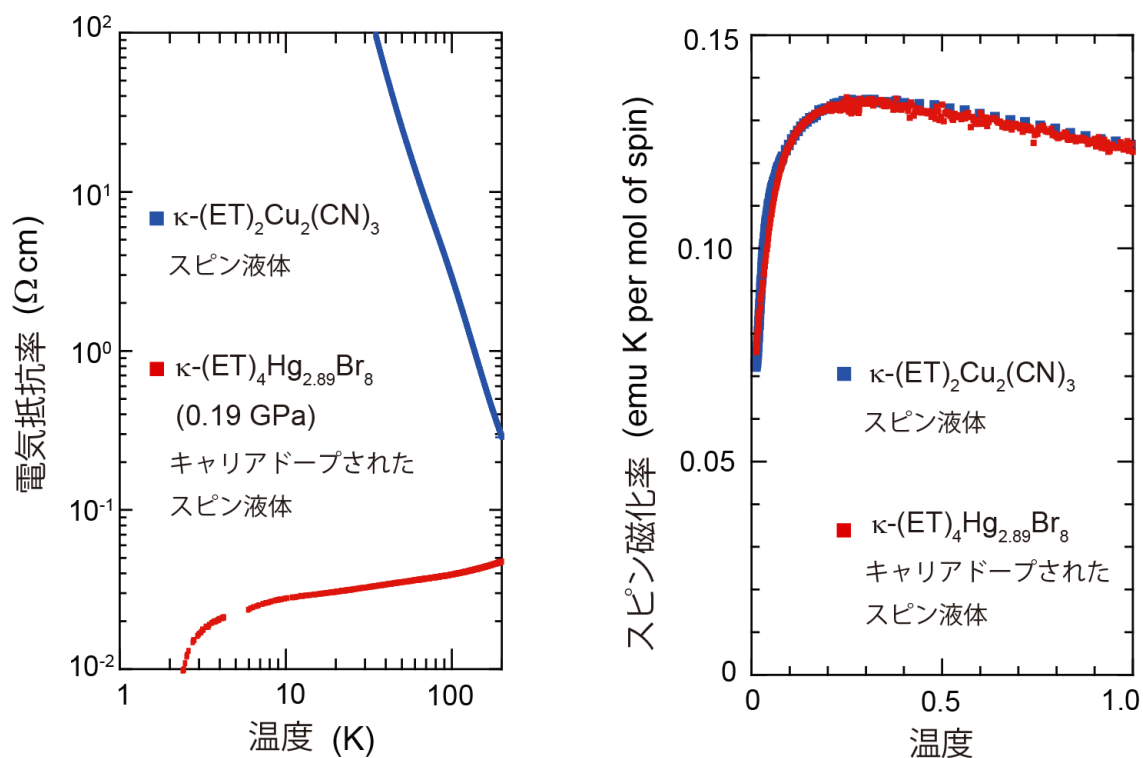 10²
10¹
10⁰
10⁻¹
10⁻²
電気抵抗率 (Ωcm)
κ-(ET)₂Cu₂(CN)₃
スピン液体
κ-(ET)₄Hg₂.₈₉Br₈
(0.19 GPa)
キャリアドープされた
スピン液体
1 10 100
温度 (K)
0.15
0.10
0.05
0
スピン磁化率 (emu K per mol of spin)
κ-(ET)₂Cu₂(CN)₃
スピン液体
κ-(ET)₄Hg₂.₈₉Br₈
キャリアドープされた
スピン液体
0 0.5 1.0
温度